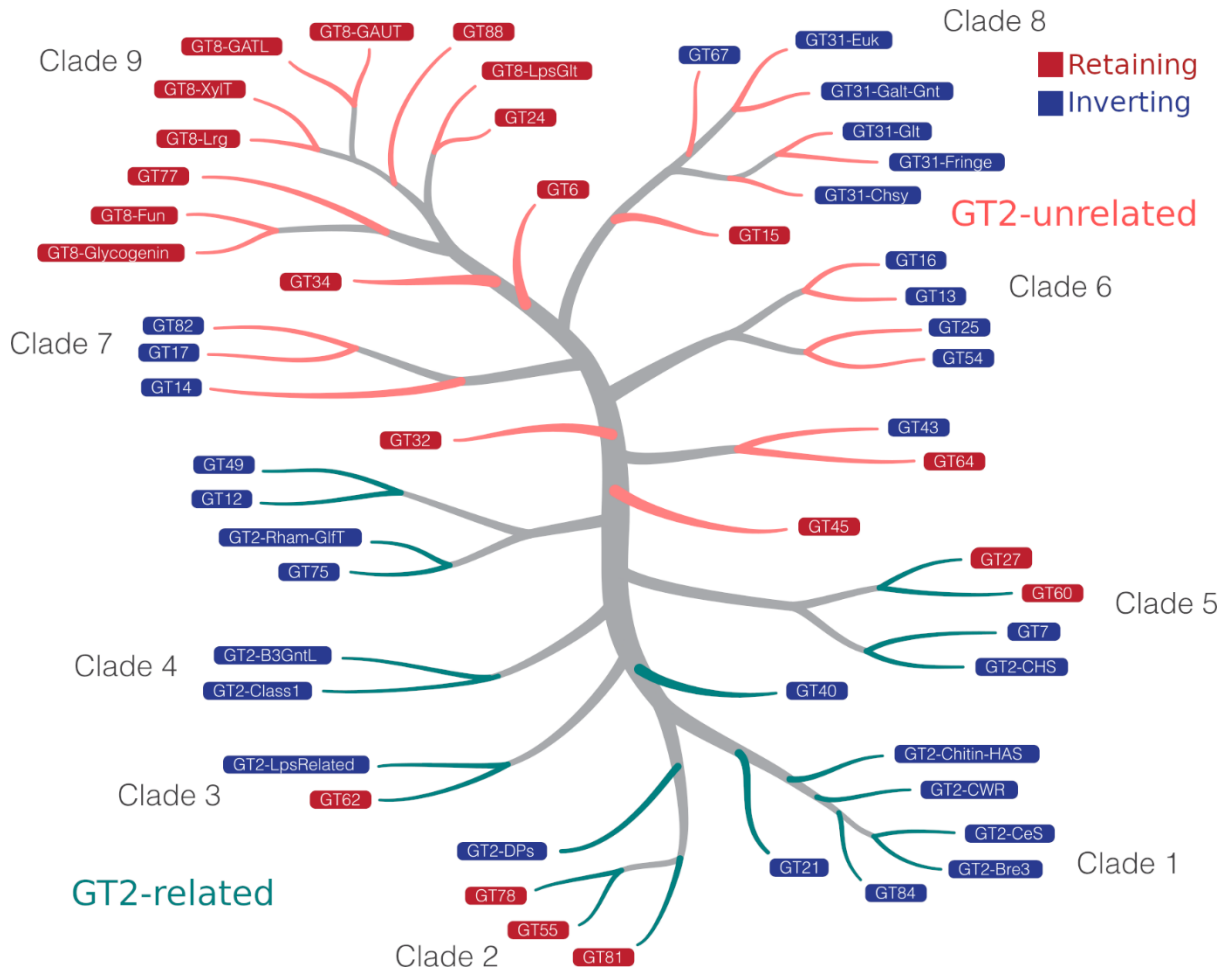 Clade 8
GT8-GAUT
GT88
GT31-Euk
Clade 9
GT8-GATL
GT67
Retaining
GT8-LpsGlt
GT8-XylT
GT31-Galt-Gnt
Inverting
GT24
GT31-Glt
GT8-Lrg
GT31-Fringe
GT77
GT6
GT31-Chsy
GT8-Fun
GT2-unrelated
GT15
GT8-Glycogenin
GT16
GT34
Clade 6
GT13
GT82
GT25
Clade 7
GT17
GT54
GT14
GT43
GT32
GT64
GT49
GT12
GT45
GT2-Rham-GlfT
GT27
GT75
GT60
Clade 5
GT7
GT2-B3GntL
Clade 4
GT2-CHS
GT2-Class1
GT40
GT2-Chitin-HAS
GT2-LpsRelated
GT2-CWR
Clade 3
GT62
GT2-CeS
GT2-DPs
Clade 1
GT21
GT2-Bre3
GT2-related
GT78
GT84
GT55
Clade 2
GT81